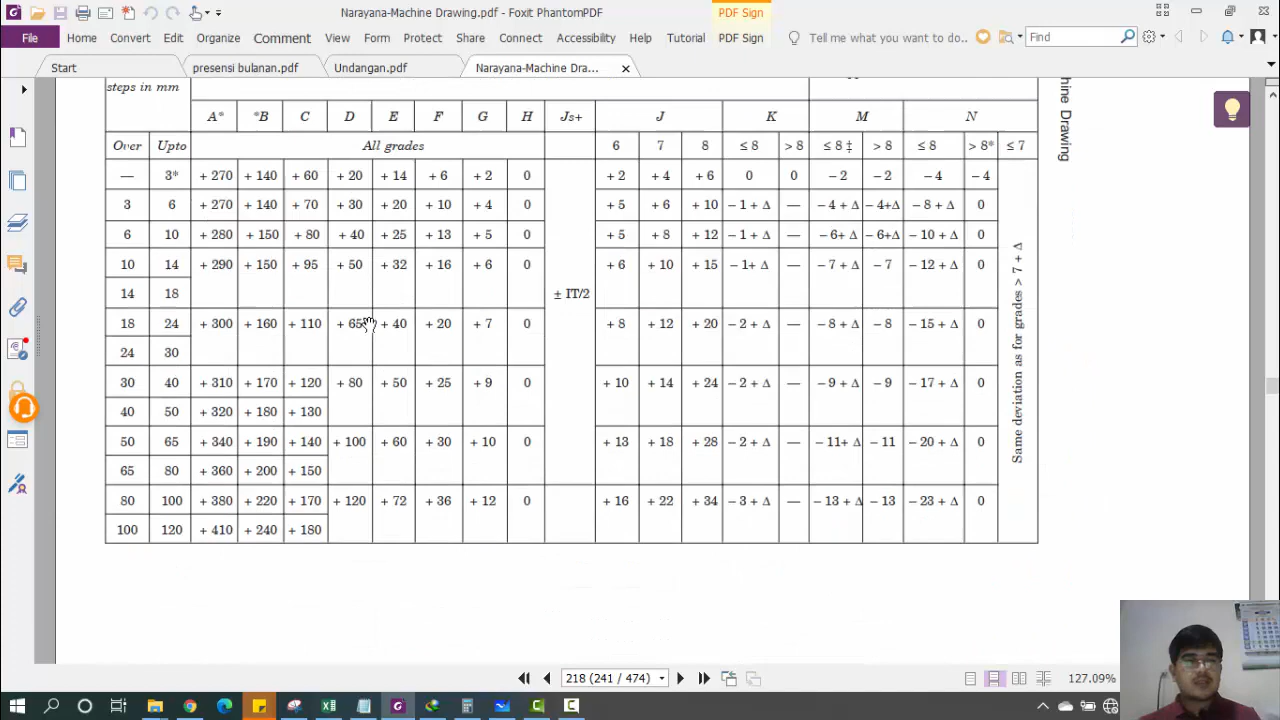 Narayana-Machine Drawing.pdf - Foxit PhantomPDF
PDF Sign
File Home Convert Edit Organize Comment View Form Protect Share Connect Accessibility Help Tutorial PDF Sign Tell me what you want to do.. Find
Start presensi bulanan.pdf Undangan.pdf Narayana-Machine Dra...
steps in mm
A* *B C D E F G H Js+ J K M N
Over Upto All grades 6 7 8 ≤ 8 > 8 ≤ 8 ‡ > 8 ≤ 8 > 8* ≤ 7
— 3* + 270 + 140 + 60 + 20 + 14 + 6 + 2 0 + 2 + 4 + 6 0 0 – 2 – 2 – 4 – 4
3 6 + 270 + 140 + 70 + 30 + 20 + 10 + 4 0 + 5 + 6 + 10 – 1 + Δ — – 4 + Δ – 4+Δ – 8 + Δ 0
6 10 + 280 + 150 + 80 + 40 + 25 + 13 + 5 0 + 5 + 8 + 12 – 1 + Δ — – 6+ Δ – 6+Δ – 10 + Δ 0
10 14 + 290 + 150 + 95 + 50 + 32 + 16 + 6 0 + 6 + 10 + 15 – 1+ Δ — – 7 + Δ – 7 – 12 + Δ 0
14 18 ± IT/2
18 24 + 300 + 160 + 110 + 65 + 40 + 20 + 7 0 + 8 + 12 + 20 – 2 + Δ — – 8 + Δ – 8 – 15 + Δ 0
24 30
30 40 + 310 + 170 + 120 + 80 + 50 + 25 + 9 0 + 10 + 14 + 24 – 2 + Δ — – 9 + Δ – 9 – 17 + Δ 0
40 50 + 320 + 180 + 130
50 65 + 340 + 190 + 140 + 100 + 60 + 30 + 10 0 + 13 + 18 + 28 – 2 + Δ — – 11+ Δ – 11 – 20 + Δ 0
65 80 + 360 + 200 + 150
80 100 + 380 + 220 + 170 + 120 + 72 + 36 + 12 0 + 16 + 22 + 34 – 3 + Δ — – 13 + Δ – 13 – 23 + Δ 0
100 120 + 410 + 240 + 180
Same deviation as for grades > 7 + Δ
hine Drawing
218 (241 / 474) 127.09%